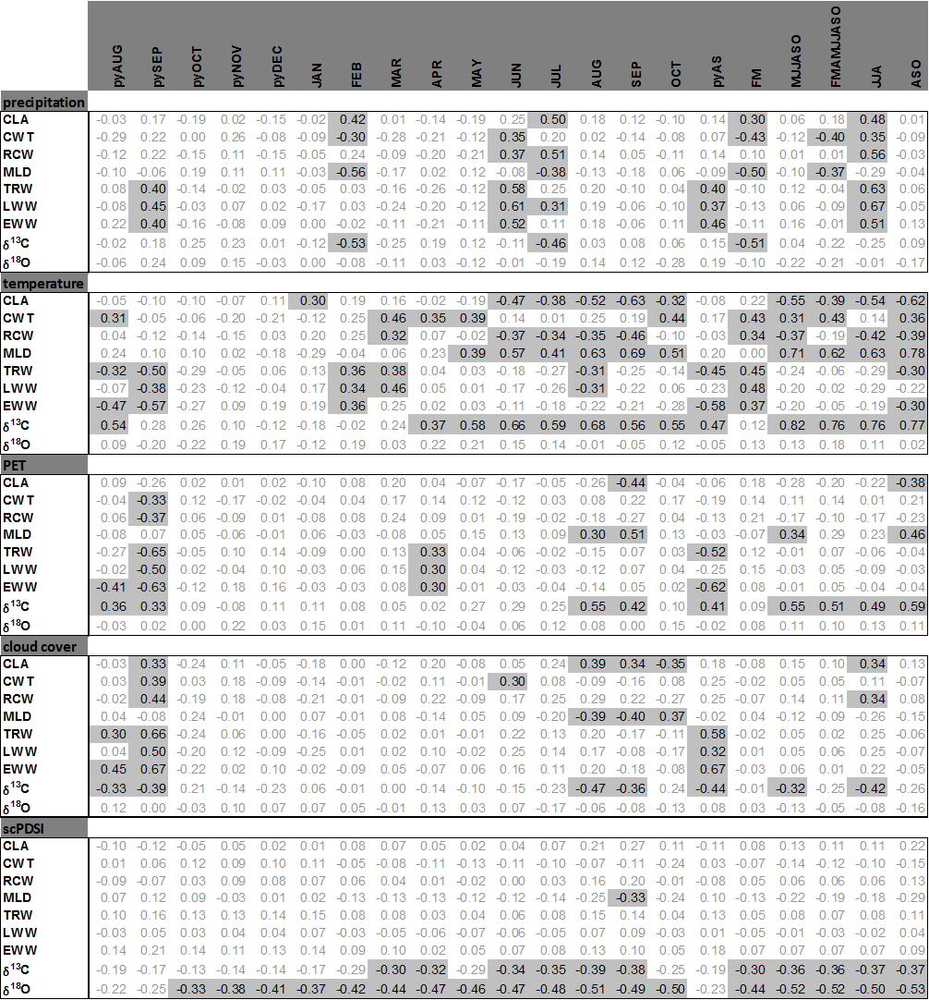 pyAUG pySEP pyOCT pyNOV pyDEC JAN FEB MAR APR MAY JUN JUL AUG SEP OCT pyAS FM MJJASO FMAMJJASO JJA ASO
precipitation
CLA -0.03 0.17 -0.19 0.02 -0.15 -0.02 0.42 0.01 -0.14 -0.19 0.25 0.50 0.18 0.12 -0.10 0.14 0.30 0.06 0.18 0.48 0.01
CWT -0.29 0.22 0.00 0.26 -0.08 -0.09 -0.30 -0.28 -0.21 -0.12 0.35 0.20 0.02 -0.14 -0.08 0.07 -0.43 -0.12 -0.40 0.35 -0.09
RCW -0.12 0.22 -0.15 0.11 -0.15 -0.05 0.24 -0.09 -0.20 -0.21 0.37 0.51 0.14 0.11 -0.11 0.14 0.11 0.08 0.00 0.56 -0.03
MLD -0.10 -0.06 0.19 0.11 0.11 -0.03 -0.56 -0.17 0.02 0.12 -0.08 -0.38 -0.13 -0.18 0.06 -0.09 -0.50 -0.10 -0.37 -0.29 -0.04
TRW 0.08 0.40 -0.14 -0.02 0.03 -0.05 0.03 -0.16 -0.26 -0.12 0.58 0.25 0.20 -0.10 0.04 0.40 -0.10 0.12 -0.04 0.63 0.06
LWW -0.08 0.45 -0.03 0.07 0.02 -0.17 0.03 -0.24 -0.20 -0.12 0.61 0.31 0.19 -0.06 -0.10 0.37 -0.13 0.06 -0.09 0.67 0.05
EWW 0.22 0.40 -0.16 -0.08 0.09 0.00 -0.02 -0.11 -0.21 -0.11 0.52 0.11 0.18 -0.06 0.11 0.46 -0.11 0.16 -0.01 0.51 0.13
δ¹³C -0.02 0.18 0.25 0.23 0.01 -0.12 -0.53 -0.25 0.19 0.12 -0.11 -0.46 0.03 0.08 0.06 0.15 -0.51 0.04 -0.22 -0.25 0.09
δ¹⁸O -0.06 0.24 0.09 0.15 -0.03 0.00 -0.08 -0.11 0.03 -0.12 -0.01 -0.19 0.14 0.12 -0.28 0.19 -0.10 -0.22 -0.21 -0.01 -0.17
temperature
CLA -0.05 -0.10 -0.10 -0.07 0.11 0.30 0.19 0.16 -0.02 -0.19 -0.47 -0.38 -0.52 -0.63 -0.32 -0.08 0.22 -0.55 -0.39 -0.54 -0.62
CWT 0.31 -0.05 -0.06 -0.20 -0.21 -0.12 0.25 0.46 0.35 0.39 0.14 0.01 0.25 0.19 0.44 0.17 0.43 0.31 0.43 0.14 0.36
RCW 0.04 -0.12 -0.14 -0.15 0.03 0.20 0.25 0.32 0.07 -0.02 -0.37 -0.34 -0.35 -0.46 -0.10 -0.03 0.34 -0.37 -0.19 -0.42 -0.39
MLD 0.24 0.10 0.10 0.02 -0.18 -0.29 -0.04 0.06 0.23 0.39 0.57 0.41 0.63 0.69 0.51 0.20 0.00 0.71 0.62 0.63 0.78
TRW -0.32 -0.50 -0.29 -0.05 0.06 0.13 0.36 0.38 0.04 0.03 -0.18 -0.27 -0.31 -0.25 -0.14 -0.45 0.45 -0.24 -0.06 -0.29 -0.30
LWW -0.07 -0.38 -0.23 -0.12 -0.04 0.17 0.34 0.46 0.05 0.01 -0.17 -0.26 -0.31 -0.22 0.06 -0.23 0.48 -0.20 -0.02 -0.29 -0.22
EWW -0.47 -0.57 -0.27 0.09 0.19 0.19 0.36 0.25 0.02 0.03 -0.11 -0.18 -0.22 -0.21 -0.28 -0.58 0.37 -0.20 -0.05 -0.19 -0.30
δ¹³C 0.54 0.28 0.26 0.10 -0.12 -0.18 -0.02 0.24 0.37 0.58 0.66 0.59 0.68 0.56 0.55 0.47 0.12 0.82 0.76 0.76 0.77
δ¹⁸O 0.09 -0.20 -0.22 0.19 0.17 -0.12 0.19 0.03 0.22 0.21 0.15 0.14 -0.01 -0.05 0.12 -0.05 0.13 0.13 0.18 0.11 0.02
PET
CLA 0.09 -0.26 0.02 0.01 0.02 -0.10 0.08 0.20 0.04 -0.07 -0.17 -0.05 -0.26 -0.44 -0.04 -0.06 0.18 -0.28 -0.20 -0.22 -0.38
CWT -0.04 -0.33 0.12 -0.17 -0.02 -0.04 0.04 0.17 0.14 0.12 -0.12 -0.03 0.08 0.22 0.17 -0.19 0.14 0.11 0.14 0.01 0.21
RCW 0.06 -0.37 0.06 -0.09 0.01 -0.08 0.08 0.24 0.09 0.01 -0.19 -0.02 -0.18 -0.27 0.04 -0.13 0.21 -0.17 -0.10 -0.17 -0.23
MLD -0.08 0.07 0.05 -0.06 -0.01 0.06 -0.03 -0.08 0.05 0.15 0.13 0.09 0.30 0.51 0.13 -0.03 -0.07 0.34 0.29 0.23 0.46
TRW -0.27 -0.65 -0.05 0.10 0.14 -0.09 0.00 0.13 0.33 0.04 -0.06 -0.02 -0.15 0.07 0.03 -0.52 0.12 -0.01 0.07 -0.06 -0.04
LWW -0.02 -0.50 0.02 -0.04 0.10 -0.14 -0.03 0.06 0.30 0.04 -0.12 -0.03 -0.12 0.07 0.04 -0.25 0.15 -0.03 0.05 -0.09 -0.03
EWW -0.41 -0.63 -0.12 0.18 0.16 -0.03 -0.03 0.08 0.30 -0.01 -0.03 -0.04 -0.14 0.05 0.02 -0.62 0.08 -0.01 0.05 -0.04 -0.04
δ¹³C 0.36 0.33 0.09 -0.08 0.11 0.11 0.08 0.05 0.02 0.27 0.29 0.25 0.55 0.42 0.10 0.41 0.09 0.55 0.51 0.49 0.59
δ¹⁸O -0.03 0.02 0.00 0.22 0.03 0.15 0.01 0.11 -0.10 -0.04 0.06 0.12 0.08 0.00 0.15 -0.02 0.08 0.11 0.10 0.13 0.11
cloud cover
CLA -0.03 0.33 -0.24 0.11 -0.05 -0.18 0.00 -0.12 0.20 -0.08 0.05 0.24 0.39 0.34 -0.35 0.18 -0.08 0.15 0.10 0.34 0.13
CWT 0.03 0.39 0.03 0.18 -0.09 -0.14 -0.01 -0.02 0.11 -0.01 0.30 0.08 -0.09 -0.16 0.08 0.25 -0.02 0.05 0.05 0.11 -0.07
RCW -0.02 0.44 -0.19 0.18 -0.08 -0.21 -0.01 -0.09 0.22 -0.09 0.17 0.25 0.29 0.22 -0.27 0.25 -0.07 0.14 0.11 0.34 0.08
MLD 0.04 -0.08 0.24 -0.01 0.00 0.07 -0.01 0.08 -0.14 0.05 0.09 -0.20 -0.39 -0.40 0.37 -0.02 0.04 -0.12 -0.09 -0.26 -0.15
TRW 0.30 0.66 -0.24 0.06 0.00 -0.16 -0.05 0.02 -0.01 -0.01 0.22 0.13 0.20 -0.17 -0.11 0.58 -0.02 0.05 0.02 0.25 -0.06
LWW 0.04 0.50 -0.20 0.12 -0.09 -0.25 0.01 0.02 0.10 -0.02 0.25 0.14 0.17 -0.08 -0.17 0.32 0.01 0.05 0.06 0.25 -0.07
EWW 0.45 0.67 -0.22 0.02 0.10 -0.02 -0.09 0.05 -0.07 0.06 0.16 0.11 0.20 -0.18 -0.08 0.67 -0.03 0.06 0.01 0.22 -0.05
δ¹³C -0.33 -0.39 0.21 -0.14 -0.23 0.06 -0.01 0.00 -0.14 -0.10 -0.15 -0.23 -0.47 -0.36 0.24 -0.44 -0.01 -0.32 -0.25 -0.42 -0.26
δ¹⁸O 0.12 0.00 -0.03 0.10 0.07 0.07 0.05 -0.01 0.13 0.03 0.07 -0.17 -0.06 -0.08 -0.13 0.08 0.03 -0.13 -0.05 -0.08 -0.16
scPDSI
CLA -0.10 -0.12 -0.05 0.05 0.02 0.01 0.08 0.07 0.05 0.02 0.04 0.07 0.21 0.27 0.11 -0.11 0.08 0.13 0.11 0.11 0.22
CWT 0.01 0.06 0.12 0.09 0.10 0.11 -0.05 -0.08 -0.11 -0.13 -0.11 -0.10 -0.07 -0.11 -0.24 0.03 -0.07 -0.14 -0.12 -0.10 -0.15
RCW -0.09 -0.07 0.03 0.09 0.08 0.07 0.06 0.04 0.01 -0.02 0.00 0.03 0.16 0.20 -0.01 -0.08 0.05 0.06 0.06 0.06 0.13
MLD 0.07 0.12 0.09 -0.03 0.01 0.02 -0.13 -0.13 -0.13 -0.12 -0.12 -0.14 -0.25 -0.33 -0.24 0.10 -0.13 -0.22 -0.19 -0.18 -0.29
TRW 0.10 0.16 0.13 0.13 0.14 0.15 0.08 0.08 0.03 0.04 0.06 0.08 0.15 0.14 0.04 0.13 0.05 0.08 0.07 0.08 0.11
LWW -0.03 0.05 0.03 0.04 0.04 0.07 -0.03 -0.05 -0.07 -0.06 -0.06 -0.05 0.07 0.09 -0.03 0.01 -0.05 -0.01 -0.03 -0.02 0.04
EWW 0.14 0.21 0.14 0.11 0.13 0.14 0.09 0.10 0.02 0.05 0.07 0.08 0.13 0.10 0.05 0.18 0.07 0.07 0.07 0.07 0.09
δ¹³C -0.19 -0.17 -0.13 -0.14 -0.14 -0.17 -0.29 -0.30 -0.32 -0.29 -0.34 -0.35 -0.39 -0.38 -0.25 -0.19 -0.30 -0.36 -0.36 -0.37 -0.37
δ¹⁸O -0.22 -0.25 -0.33 -0.38 -0.41 -0.37 -0.42 -0.44 -0.47 -0.46 -0.47 -0.48 -0.51 -0.49 -0.50 -0.23 -0.44 -0.52 -0.52 -0.50 -0.53